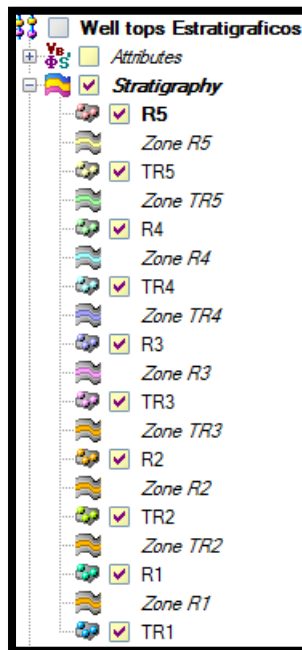 Well tops Estratigraficos
Attributes
Stratigraphy
R5
Zone R5
TR5
Zone TR5
R4
Zone R4
TR4
Zone TR4
R3
Zone R3
TR3
Zone TR3
R2
Zone R2
TR2
Zone TR2
R1
Zone R1
TR1